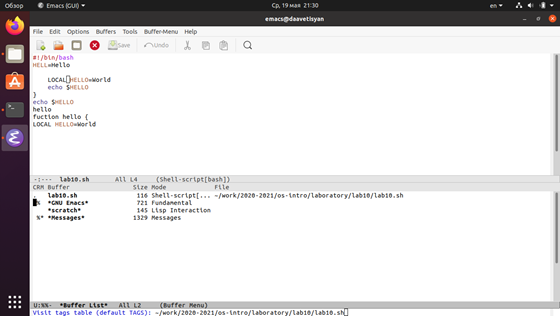 Обзор Emacs (GUI) Ср, 19 мая 21:30 en
emacs@daavetisyan
File Edit Options Buffers Tools Buffer-Menu Help
Save Undo
#!/bin/bash
HELL=Hello
LOCAL HELLO=World
echo $HELLO
}
echo $HELLO
hello
fuction hello {
LOCAL HELLO=World
-:--- lab10.sh All L4 (Shell-script[bash])
CRM Buffer Size Mode File
. lab10.sh 116 Shell-script[... ~/work/2020-2021/os-intro/laboratory/lab10/lab10.sh
% *GNU Emacs* 721 Fundamental
*scratch* 145 Lisp Interaction
%* *Messages* 1329 Messages
U:%%- *Buffer List* All L2 (Buffer Menu)
Visit tags table (default TAGS): ~/work/2020-2021/os-intro/laboratory/lab10/lab10.sh